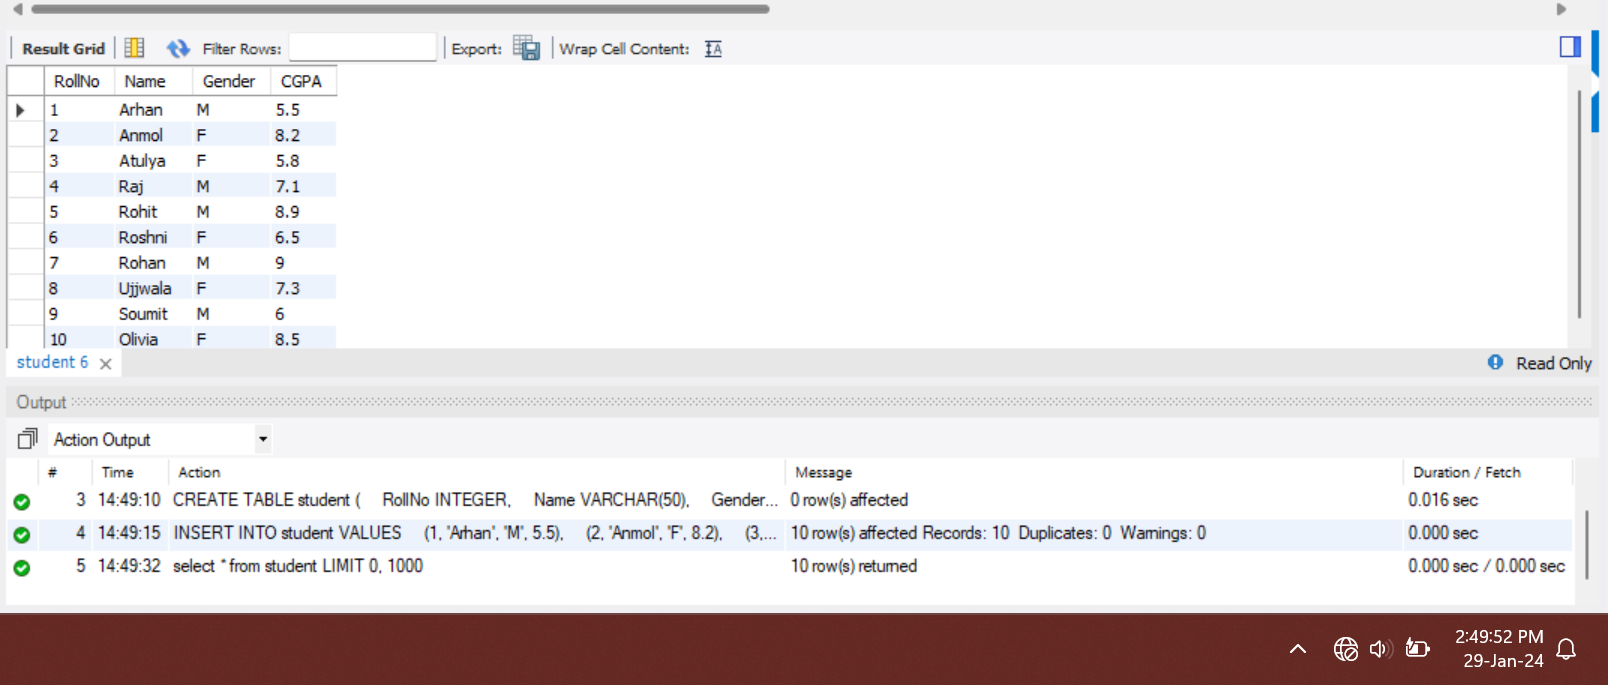 Result Grid Filter Rows: Export: Wrap Cell Content: IA
RollNo Name Gender CGPA
1 Arhan M 5.5
2 Anmol F 8.2
3 Atulya F 5.8
4 Raj M 7.1
5 Rohit M 8.9
6 Roshni F 6.5
7 Rohan M 9
8 Ujjwala F 7.3
9 Soumit M 6
10 Olivia F 8.5
student 6 Read Only
Output
Action Output
# Time Action Message Duration / Fetch
3 14:49:10 CREATE TABLE student ( RollNo INTEGER, Name VARCHAR(50), Gender... 0 row(s) affected 0.016 sec
4 14:49:15 INSERT INTO student VALUES (1, 'Arhan', 'M', 5.5), (2, 'Anmol', 'F', 8.2), (3,... 10 row(s) affected Records: 10 Duplicates: 0 Warnings: 0 0.000 sec
5 14:49:32 select * from student LIMIT 0, 1000 10 row(s) returned 0.000 sec / 0.000 sec
2:49:52 PM
29-Jan-24